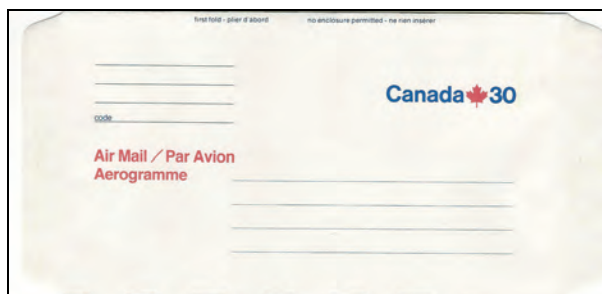 first fold - plier d'abord no enclosure permitted - ne rien insérer
Canada 30
code
Air Mail / Par Avion
Aerogramme